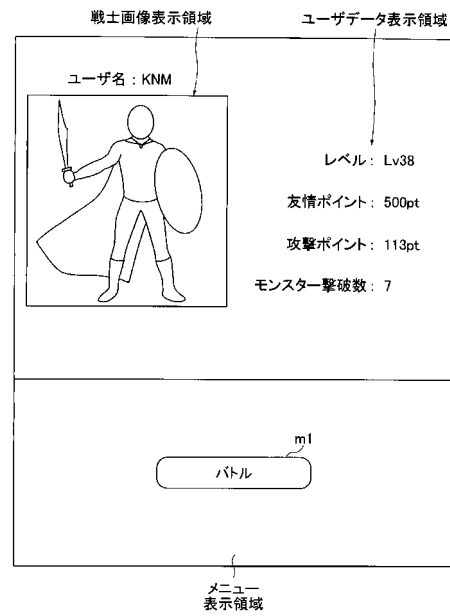 戦士画像表示領域
ユーザデータ表示領域
ユーザ名：KNM
レベル： Lv38
友情ポイント： 500pt
攻撃ポイント： 113pt
モンスター撃破数： 7
m1
バトル
メニュー
表示領域